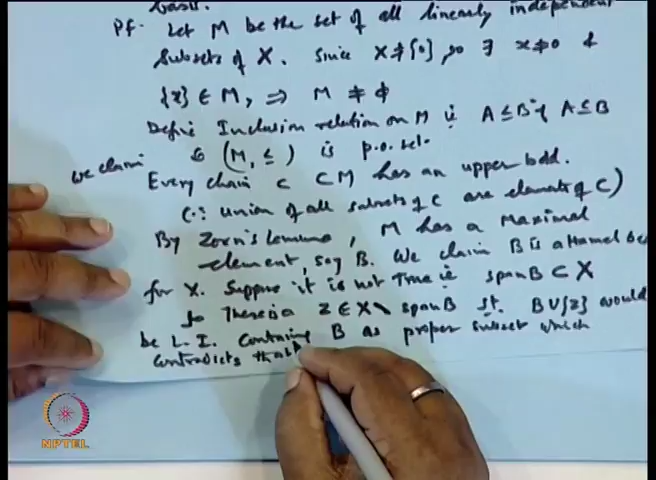 basis.
Pf. Let M be the set of all linearly independent
Subsets of X. Since X ≠ {0}, so ∃ x≠0 &
{x} ∈ M, ⇒ M ≠ φ
Define Inclusion relation on M i.e. A ≤ B if A ⊆ B
So (M, ≤) is p.o. set.
we claim Every chain C ⊂ M has an upper bdd.
(∵ union of all subsets of C are elements of C)
By Zorn's Lemma, M has a Maximal
element, say B. We claim B is a Hamel
for X. Suppose it is not True i.e. span B ⊂ X
So There is a Z ∈ X \ span B st. B ∪ {z} would
be L.I. Containing B as proper subset which
Contradicts that
NPTEL